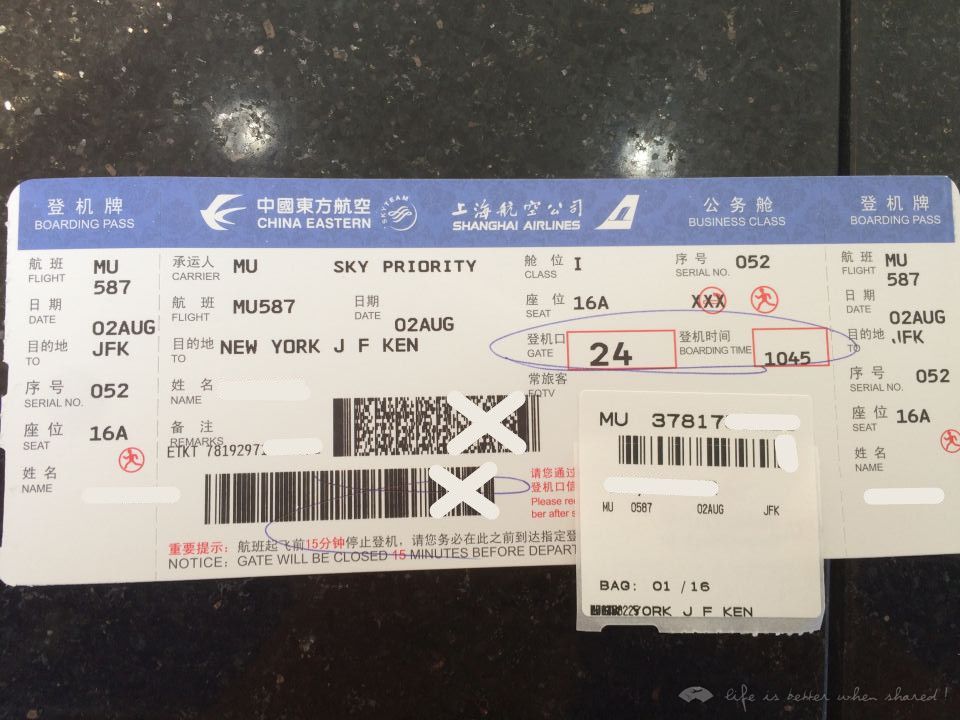 登机牌
BOARDING PASS
中國東方航空
CHINA EASTERN
SKYTEAM
上海航空公司
SHANGHAI AIRLINES
公务舱
BUSINESS CLASS
登机牌
BOARDING PASS
航班 MU
FLIGHT 587
日期
DATE 02AUG
目的地 JFK
TO
序号 052
SERIAL NO.
座位 16A
SEAT
姓名
NAME
承运人 MU SKY PRIORITY
CARRIER
航班 MU587 日期
FLIGHT DATE 02AUG
目的地 NEW YORK J F KEN
TO
姓名
NAME
备注
REMARKS
ETKT 7819297
舱位 I 序号 052
CLASS SERIAL NO.
座位 16A XXX
SEAT
登机口 24 登机时间 1045
GATE BOARDING TIME
常旅客
FQTV
请您通过
登机口信
Please re
ber after s
重要提示: 航班起飞前15分钟停止登机，请您务必在此之前到达指定登
NOTICE: GATE WILL BE CLOSED 15 MINUTES BEFORE DEPART
MU 37817
MU 0587 02AUG JFK
BAG: 01 /16
YORK J F KEN
航班 MU
FLIGHT 587
日期
DATE 02AUG
目的地 JFK
TO
序号 052
SERIAL NO.
座位 16A
SEAT
姓名
NAME
life is better when shared!